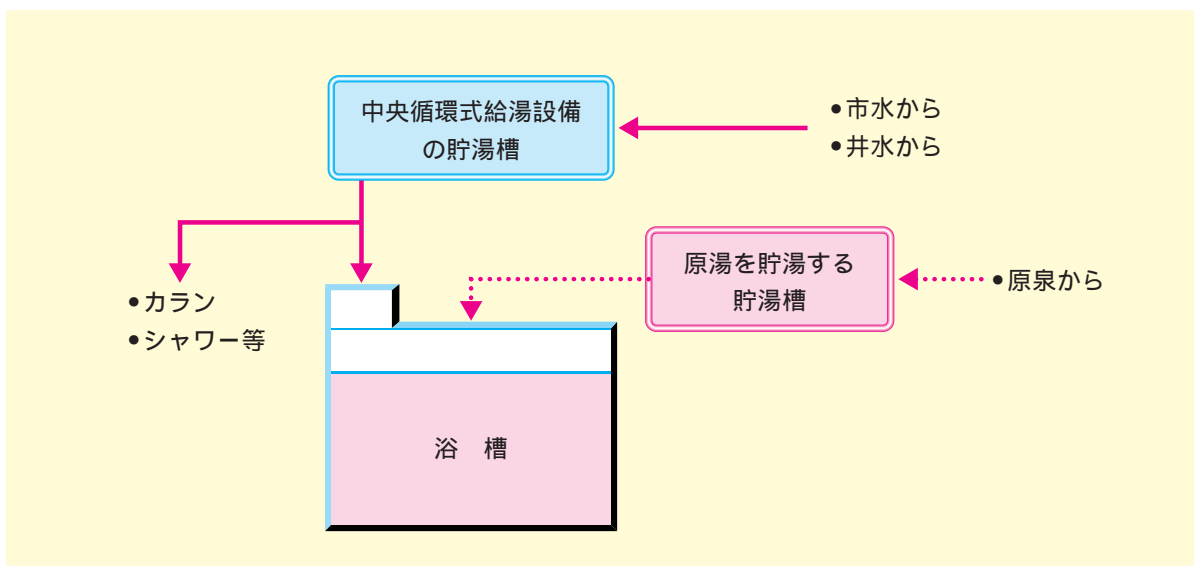 中央循環式給湯設備
の貯湯槽
●市水から
●井水から
原湯を貯湯する
貯湯槽
●原泉から
●カラン
●シャワー等
浴　槽